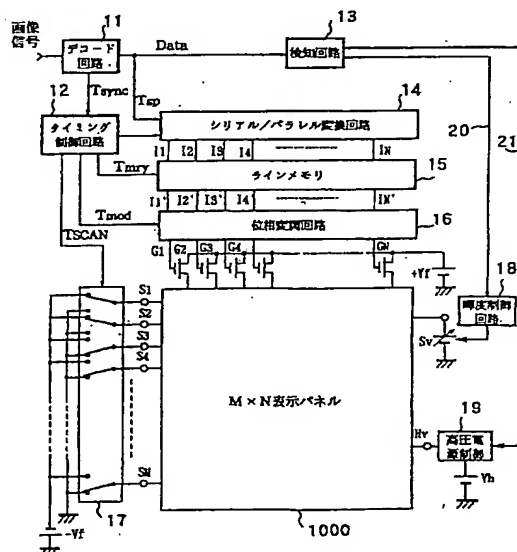 画像
信号
11
デコード
回路
Data
13
検知回路
12
Tsync
Tsp
14
20
21
タイミング
制御回路
シリアル/パラレル変換回路
I1 I2 I3 I4 IN
Tmry
ラインメモリ
15
I1' I2' I3' I4' IN'
Tmod
位相変調回路
16
TSCAN
G1 G2 G3 G4 GN
+Vf
18
輝度制御
回路
S1
S2
S3
S4
Sv
M×N表示パネル
19
Hv
高圧電
源制御
SM
Vh
17
-Vf
1000